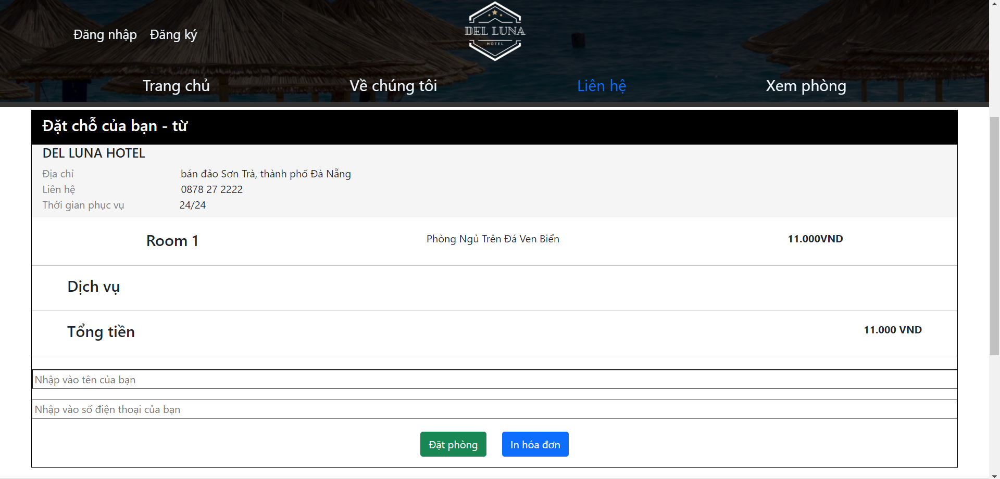 Đăng nhập Đăng ký
DEL LUNA
HOTEL
Trang chủ Về chúng tôi Liên hệ Xem phòng
Đặt chỗ của bạn - từ
DEL LUNA HOTEL
Địa chỉ bán đảo Sơn Trà, thành phố Đà Nẵng
Liên hệ 0878 27 2222
Thời gian phục vụ 24/24
Room 1 Phòng Ngủ Trên Đá Ven Biển 11.000VND
Dịch vụ
Tổng tiền 11.000 VND
Nhập vào tên của bạn
Nhập vào số điện thoại của bạn
Đặt phòng In hóa đơn